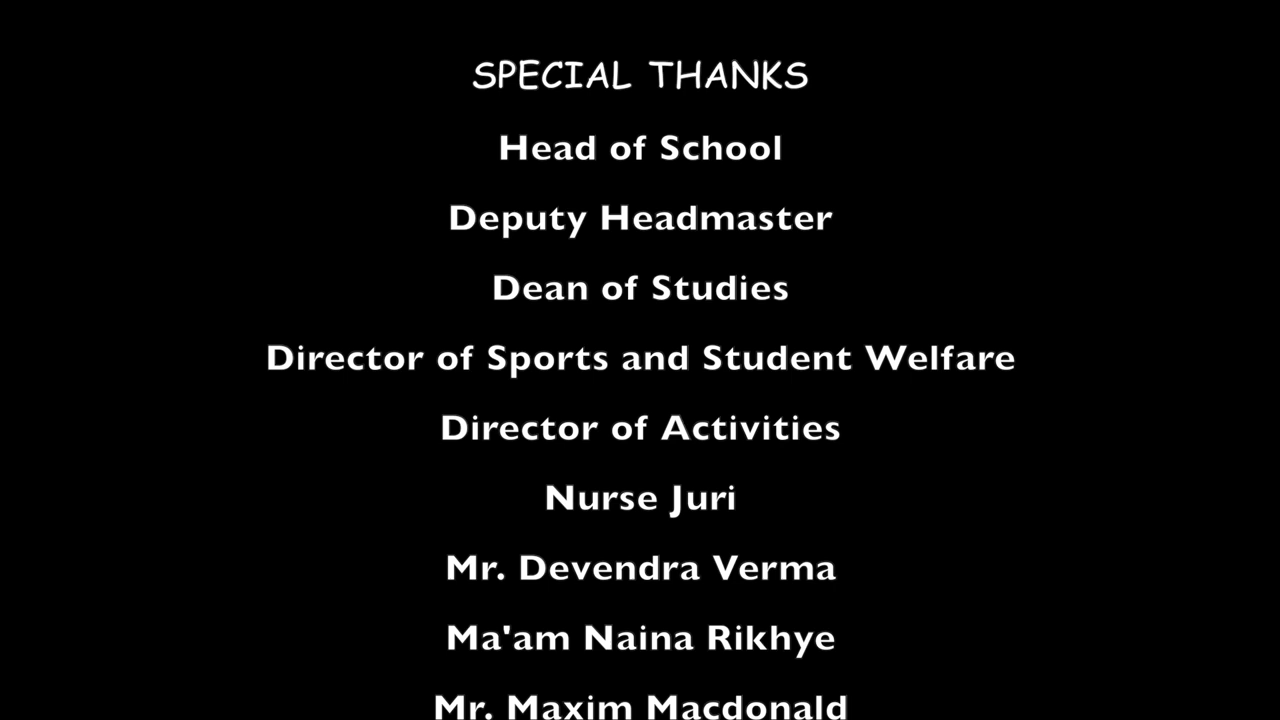 SPECIAL THANKS
Head of School
Deputy Headmaster
Dean of Studies
Director of Sports and Student Welfare
Director of Activities
Nurse Juri
Mr. Devendra Verma
Ma'am Naina Rikhye
Mr. Maxim Macdonald